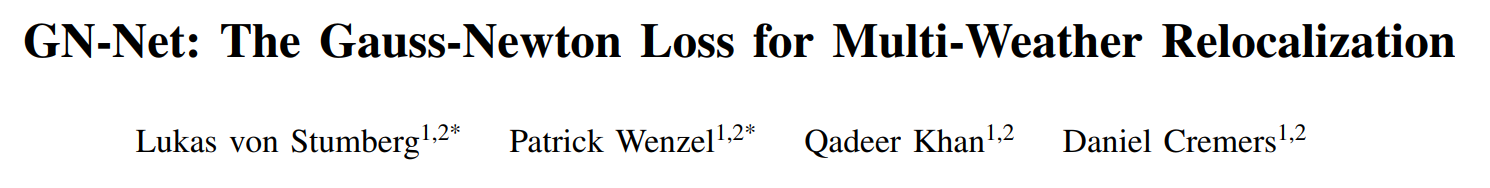 GN-Net: The Gauss-Newton Loss for Multi-Weather Relocalization
Lukas von Stumberg1,2* Patrick Wenzel1,2* Qadeer Khan1,2 Daniel Cremers1,2